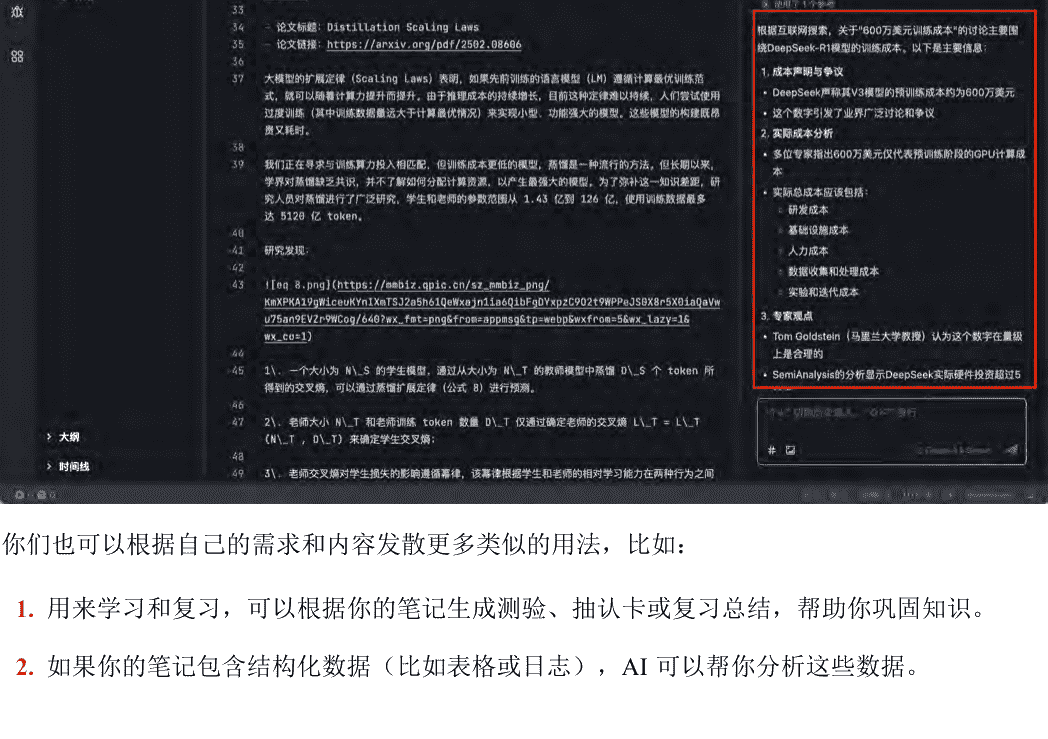 33
34 - 论文标题：Distillation Scaling Laws
35 - 论文链接：https://arxiv.org/pdf/2502.08606
36
37 大模型的扩展定律（Scaling Laws）表明，如果先前训练的语言模型（LM）遵循计算最优训练范
式，就可以随着计算力提升而提升。由于推理成本的持续增长，目前这种定律难以持续，人们尝试使用
过度训练（其中训练数据量远大于计算最优情况）来实现小型、功能强大的模型。这些模型的构建既昂
贵又耗时。
38
39 我们正在寻求与训练算力投入相匹配，但训练成本更低的模型，蒸馏是一种流行的方法，但长期以来，
学界对蒸馏缺乏共识，并不了解如何分配计算资源，以产生最强大的模型。为了弥补这一知识差距，研
究人员对蒸馏进行了广泛研究，学生和老师的参数范围从 1.43 亿到 126 亿，使用训练数据最多
达 5120 亿 token。
40
41 研究发现：
42
43 ![eq 8.png](https://mmbiz.qpic.cn/sz_mmbiz_png/
wx_co=1)
44
45 1\. 一个大小为 N\_S 的学生模型，通过从大小为 N\_T 的教师模型中蒸馏 D\_S 个 token 所
得到的交叉熵，可以通过蒸馏扩展定律（公式 8）进行预测。
46
47 2\. 老师大小 N\_T 和老师训练 token 数量 D\_T 仅通过确定老师的交叉熵 L\_T = L\_T
(N\_T , D\_T) 来确定学生交叉熵；
48
49 3\. 老师交叉熵对学生损失的影响遵循幂律，该幂律根据学生和老师的相对学习能力在两种行为之间
大纲
时间线
根据互联网搜索，关于"600万美元训练成本"的讨论主要围
绕DeepSeek-R1模型的训练成本。以下是主要信息：
1. 成本声明与争议
• DeepSeek声称其V3模型的预训练成本约为600万美元
• 这个数字引发了业界广泛讨论和争议
2. 实际成本分析
• 多位专家指出600万美元仅代表预训练阶段的GPU计算成
本
• 实际总成本应该包括：
研发成本
基础设施成本
人力成本
数据收集和处理成本
实验和迭代成本
3. 专家观点
• Tom Goldstein（马里兰大学教授）认为这个数字在量级
上是合理的
• SemiAnalysis的分析显示DeepSeek实际硬件投资超过5
你们也可以根据自己的需求和内容发散更多类似的用法，比如：
1. 用来学习和复习，可以根据你的笔记生成测验、抽认卡或复习总结，帮助你巩固知识。
2. 如果你的笔记包含结构化数据（比如表格或日志），AI 可以帮你分析这些数据。